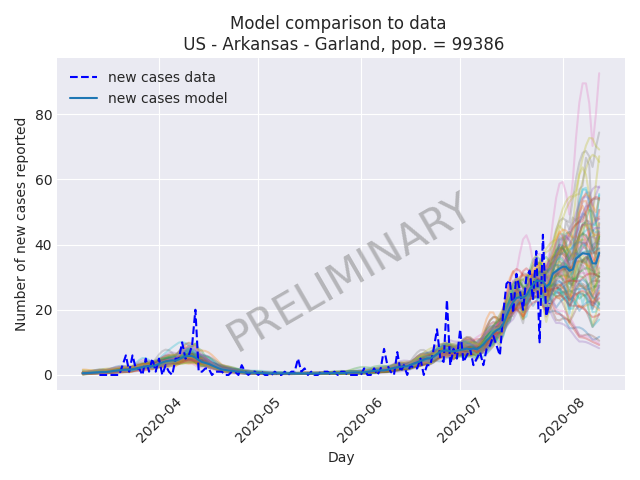 Model comparison to data
US - Arkansas - Garland, pop. = 99386
new cases data
new cases model
Number of new cases reported
80
60
40
20
0
PRELIMINARY
2020-04
2020-05
2020-06
2020-07
2020-08
Day